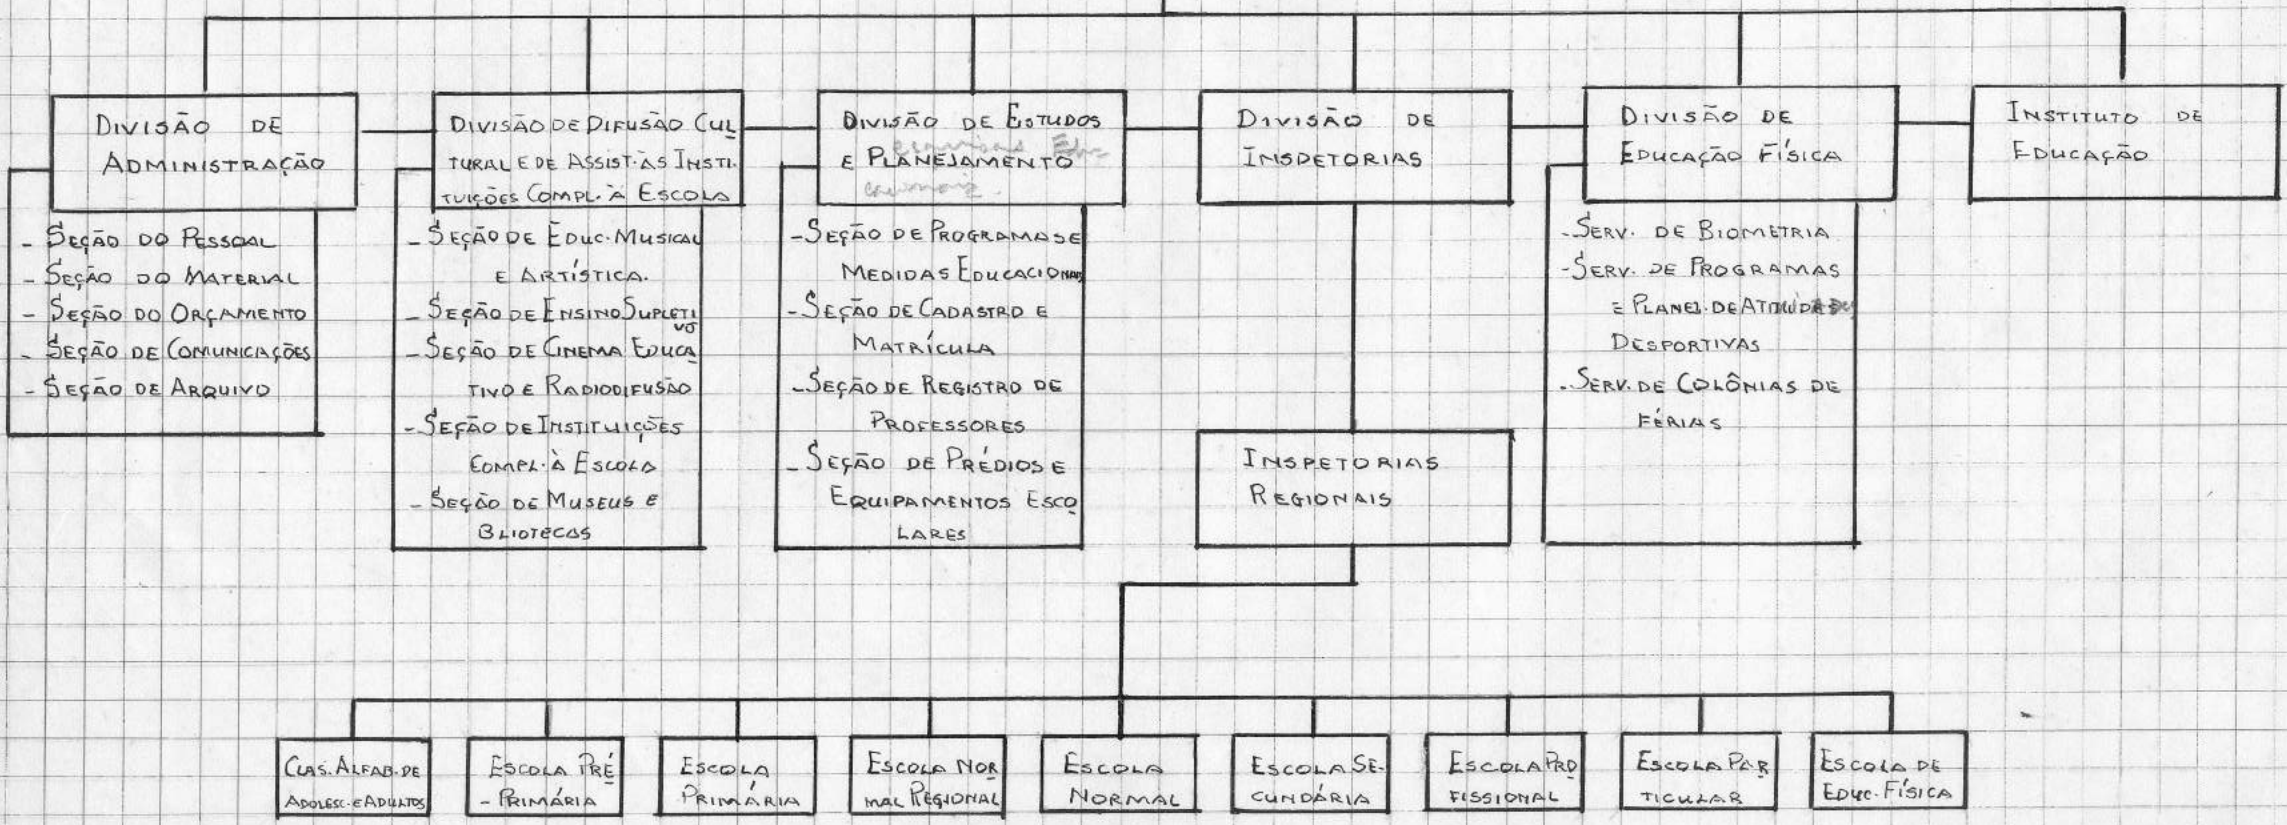 DIVISÃO DE
ADMINISTRAÇÃO
- SEÇÃO DO PESSOAL
- SEÇÃO DO MATERIAL
- SEÇÃO DO ORÇAMENTO
- SEÇÃO DE COMUNICAÇÕES
- SEÇÃO DE ARQUIVO
DIVISÃO DE DIFUSÃO CUL
TURAL E DE ASSIST. ÀS INSTI.
TUIÇÕES COMPL. À ESCOLA
- SEÇÃO DE EDUC. MUSICAL
E ARTÍSTICA.
- SEÇÃO DE ENSINO SUPLETI
VO
- SEÇÃO DE CINEMA EDUCA
TIVO E RADIODIFUSÃO
- SEÇÃO DE INSTITUIÇÕES
COMPL. À ESCOLA
- SEÇÃO DE MUSEUS E
BLIOTECAS
DIVISÃO DE ESTUDOS
E PLANEJAMENTO
- SEÇÃO DE PROGRAMAS E
MEDIDAS EDUCACIONAIS
- SEÇÃO DE CADASTRO E
MATRÍCULA
- SEÇÃO DE REGISTRO DE
PROFESSORES
- SEÇÃO DE PRÉDIOS E
EQUIPAMENTOS ESCO
LARES
DIVISÃO DE
INSPETORIAS
INSPETORIAS
REGIONAIS
DIVISÃO DE
EDUCAÇÃO FÍSICA
- SERV. DE BIOMETRIA
- SERV. DE PROGRAMAS
E PLANEJ. DE ATIVIDADES
DESPORTIVAS
- SERV. DE COLÔNIAS DE
FÉRIAS
INSTITUTO DE
EDUCAÇÃO
CLAS. ALFAB. DE
ADOLESC. E ADULTOS
ESCOLA PRÉ
- PRIMÁRIA
ESCOLA
PRIMÁRIA
ESCOLA NOR
MAL REGIONAL
ESCOLA
NORMAL
ESCOLA SE-
CUNDÁRIA
ESCOLA PRO
FISSIONAL
ESCOLA PAR
TICULAR
ESCOLA DE
EDUC. FÍSICA